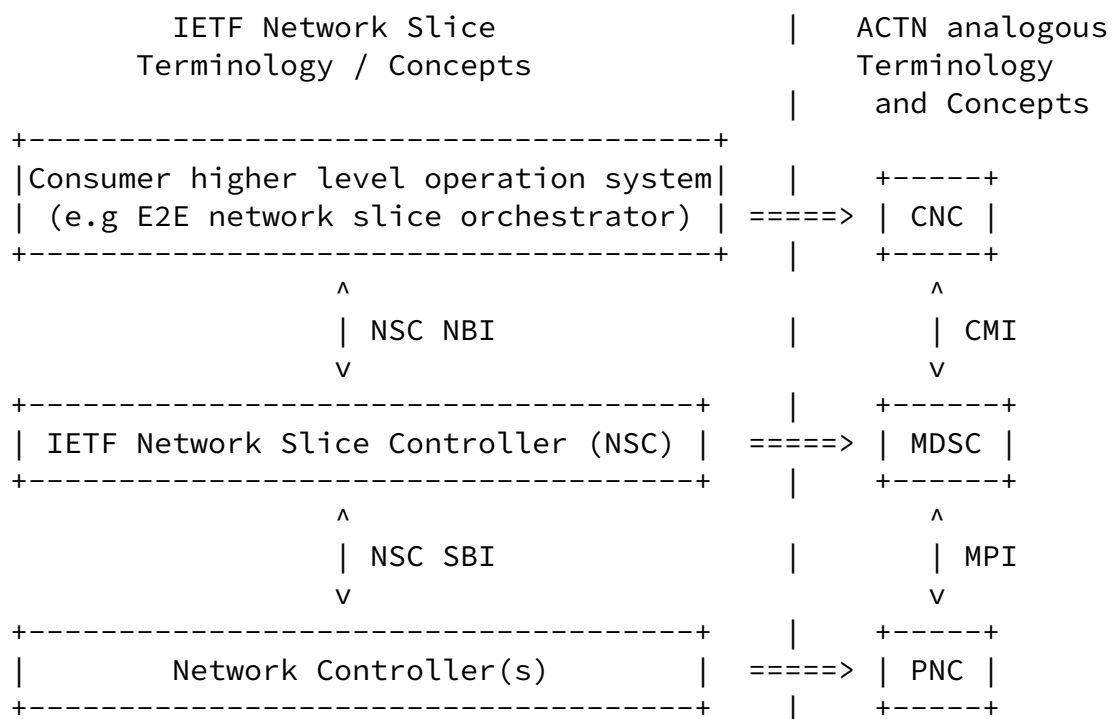 IETF Network Slice | ACTN analogous
Terminology / Concepts Terminology
| and Concepts
+--------------------------------------+
|Consumer higher level operation system| | +-----+
| (e.g E2E network slice orchestrator) | =====> | CNC |
+--------------------------------------+ | +-----+
^ ^
| NSC NBI | | CMI
v v
+-------------------------------------+ | +------+
| IETF Network Slice Controller (NSC) | =====> | MDSC |
+-------------------------------------+ | +------+
^ ^
| NSC SBI | | MPI
v v
+-------------------------------------+ | +-----+
| Network Controller(s) | =====> | PNC |
+-------------------------------------+ | +-----+